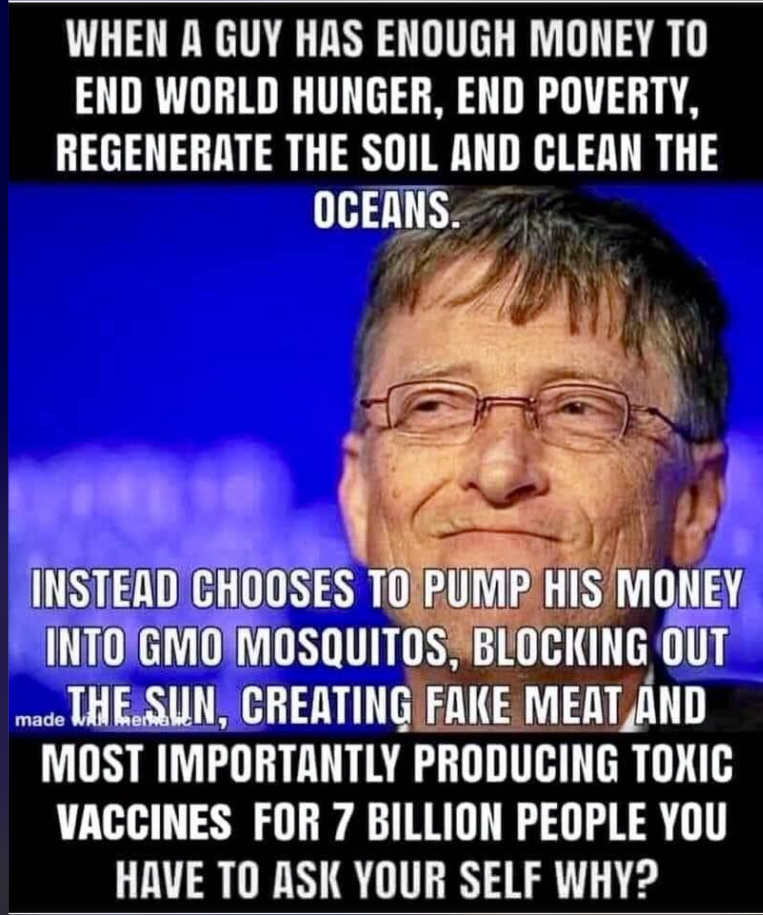 WHEN A GUY HAS ENOUGH MONEY TO
END WORLD HUNGER, END POVERTY,
REGENERATE THE SOIL AND CLEAN THE
OCEANS.
INSTEAD CHOOSES TO PUMP HIS MONEY
INTO GMO MOSQUITOS, BLOCKING OUT
THE SUN, CREATING FAKE MEAT AND
made with mematic
MOST IMPORTANTLY PRODUCING TOXIC
VACCINES FOR 7 BILLION PEOPLE YOU
HAVE TO ASK YOUR SELF WHY?